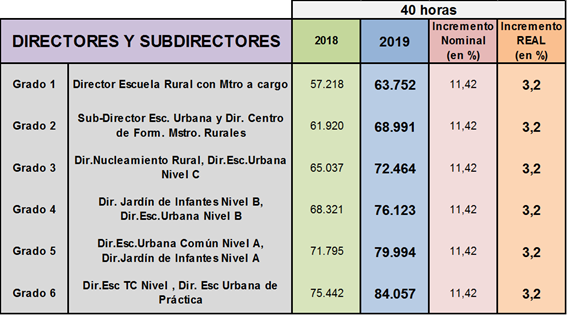 40 horas
DIRECTORES Y SUBDIRECTORES 2018 2019 Incremento Nominal (en %) Incremento REAL (en %)
Grado 1 Director Escuela Rural con Mtro a cargo 57.218 63.752 11,42 3,2
Grado 2 Sub-Director Esc. Urbana y Dir. Centro de Form. Mstro. Rurales 61.920 68.991 11,42 3,2
Grado 3 Dir.Nucleamiento Rural, Dir.Esc.Urbana Nivel C 65.037 72.464 11,42 3,2
Grado 4 Dir. Jardín de Infantes Nivel B, Dir.Esc.Urbana Nivel B 68.321 76.123 11,42 3,2
Grado 5 Dir.Esc.Urbana Común Nivel A, Dir.Jardín de Infantes Nivel A 71.795 79.994 11,42 3,2
Grado 6 Dir.Esc TC Nivel , Dir. Esc Urbana de Práctica 75.442 84.057 11,42 3,2